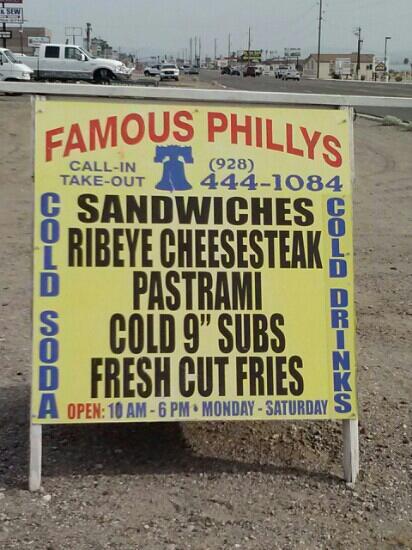 & SEW
FAMOUS PHILLYS
CALL-IN
TAKE-OUT
(928)
444-1084
COLD SODA
SANDWICHES
RIBEYE CHEESESTEAK
PASTRAMI
COLD 9" SUBS
FRESH CUT FRIES
COLD DRINKS
OPEN: 10 AM - 6 PM • MONDAY - SATURDAY